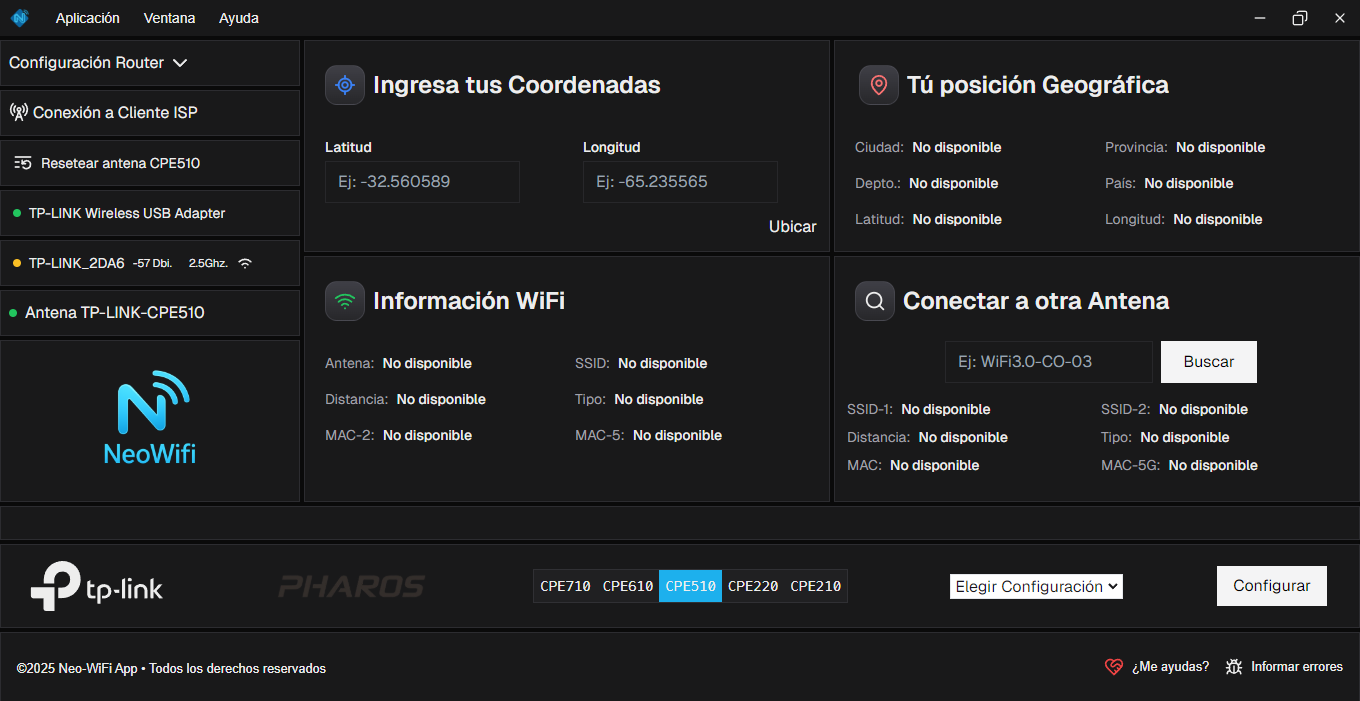 Aplicación Ventana Ayuda
Configuración Router
Conexión a Cliente ISP
Resetear antena CPE510
TP-LINK Wireless USB Adapter
TP-LINK_2DA6 -57 Dbi. 2.5Ghz.
Antena TP-LINK-CPE510
NeoWifi
Ingresa tus Coordenadas
Latitud Longitud
Ej: -32.560589 Ej: -65.235565
Ubicar
Tú posición Geográfica
Ciudad: No disponible Provincia: No disponible
Depto.: No disponible País: No disponible
Latitud: No disponible Longitud: No disponible
Información WiFi
Antena: No disponible SSID: No disponible
Distancia: No disponible Tipo: No disponible
MAC-2: No disponible MAC-5: No disponible
Conectar a otra Antena
Ej: WiFi3.0-CO-03 Buscar
SSID-1: No disponible SSID-2: No disponible
Distancia: No disponible Tipo: No disponible
MAC: No disponible MAC-5G: No disponible
tp-link PHAROS CPE710 CPE610 CPE510 CPE220 CPE210 Elegir Configuración Configurar
©2025 Neo-WiFi App • Todos los derechos reservados ¿Me ayudas? Informar errores